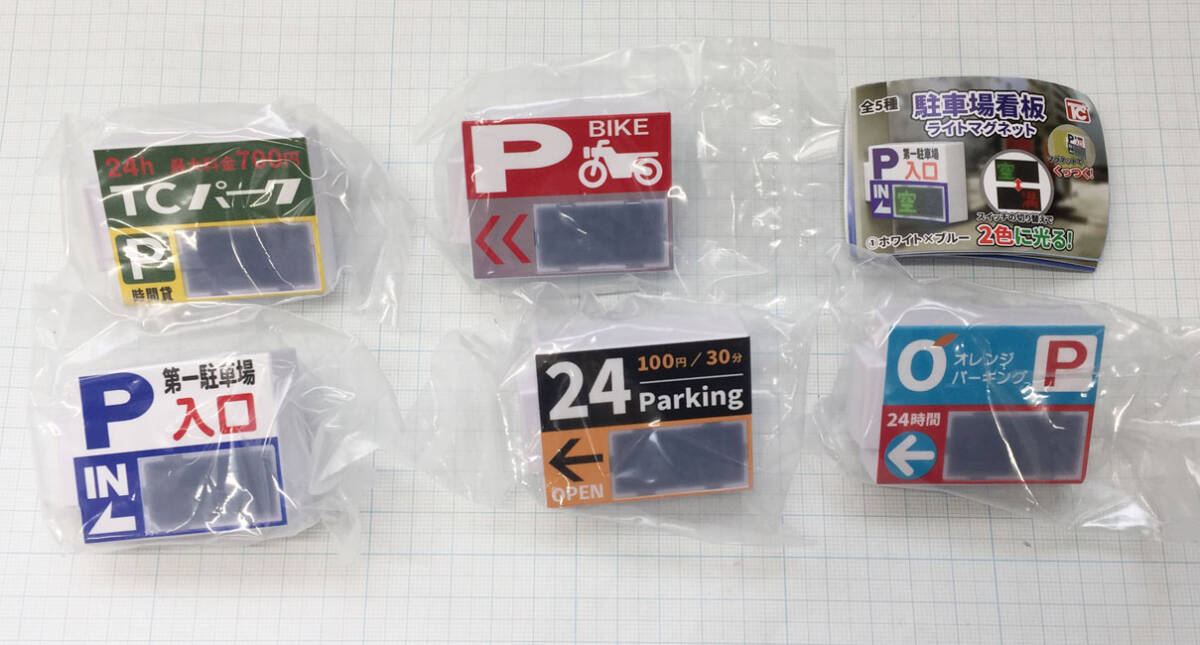 24h 最大料金700円
TCパーク
P
時間貸
P BIKE
全5種
駐車場看板
ライトマグネット
TC
P 第一駐車場
入口
IN
空
くっつく!
スイッチの切り替えで
2色に光る!
①ホワイト×ブルー
P 第一駐車場
入口
IN
24 100円/30分
Parking
OPEN
オレンジ
パーキング
P
24時間